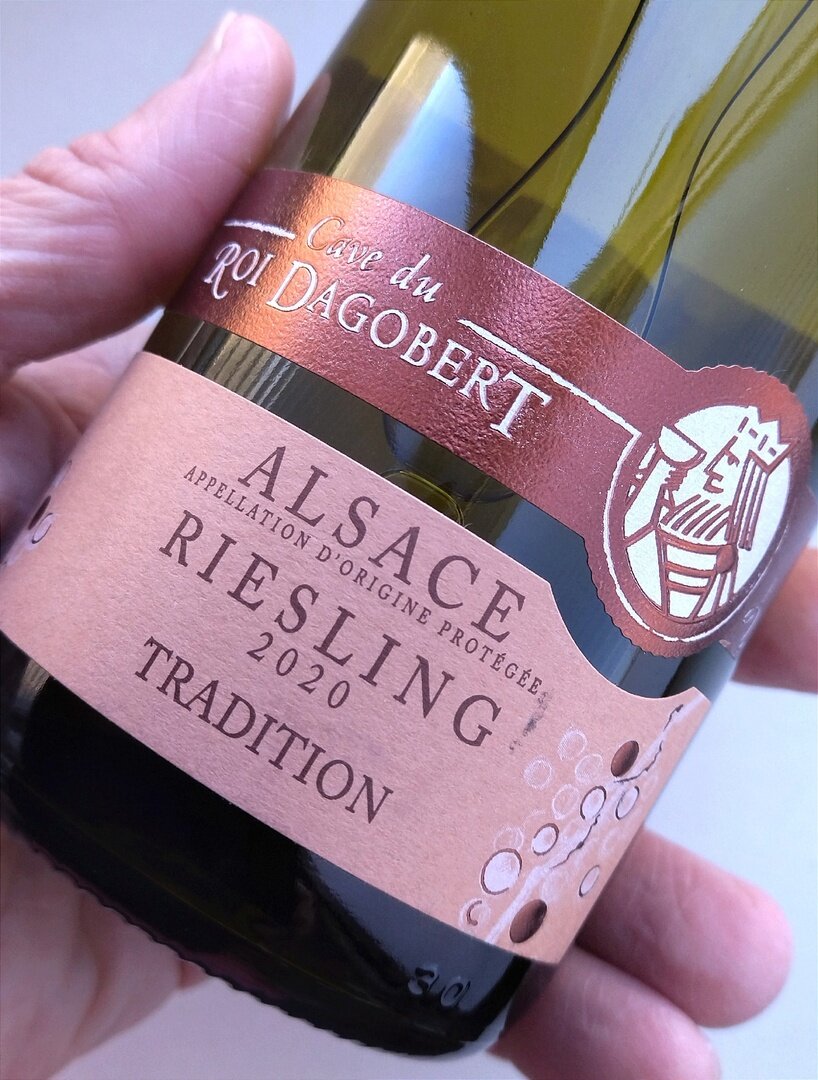 Cave du
ROI DAGOBERT
ALSACE
APPELLATION D'ORIGINE PROTÉGÉE
RIESLING
2020
TRADITION